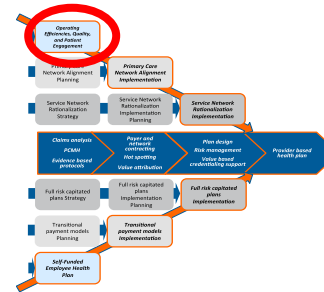 Operating
Efficiencies, Quality,
and Patient
Engagement
Network Alignment
Planning
Primary Care
Network Alignment
Implementation
Service Network
Rationalization
Strategy
Service Network
Rationalization
Implementation
Planning
Service Network
Rationalization
Implementation
Claims analysis
PCMH
Evidence based
protocols
Payer and
network
contracting
Hot spotting
Value attribution
Plan design
Risk management
Value based
credentialing support
Provider based
health plan
Full risk capitated
plans Strategy
Full risk capitated
plans
Implementation
Planning
Full risk capitated
plans
Implementation
Transitional
payment models
Planning
Transitional
payment models
Implementation
Self-Funded
Employee Health
Plan